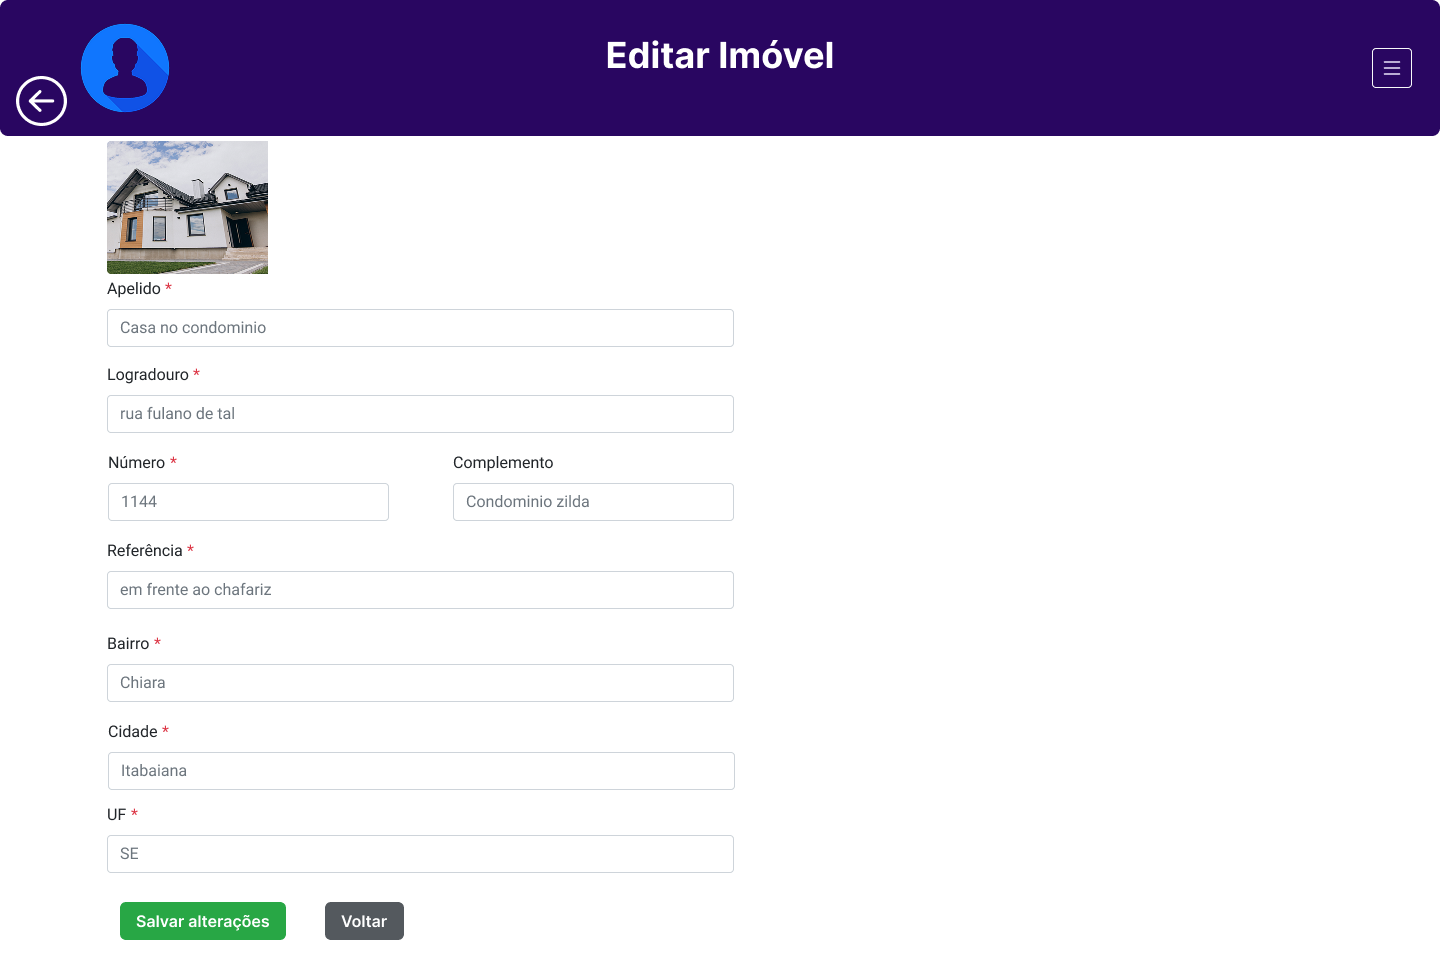 Editar Imóvel
Apelido *
Casa no condominio
Logradouro *
rua fulano de tal
Número *
1144
Complemento
Condominio zilda
Referência *
em frente ao chafariz
Bairro *
Chiara
Cidade *
Itabaiana
UF *
SE
Salvar alterações
Voltar